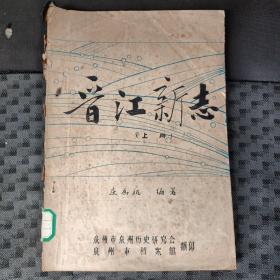 晋江新志
（上册）
庄为玑 编著
泉州市泉州历史研究会
泉州市档案馆 翻印